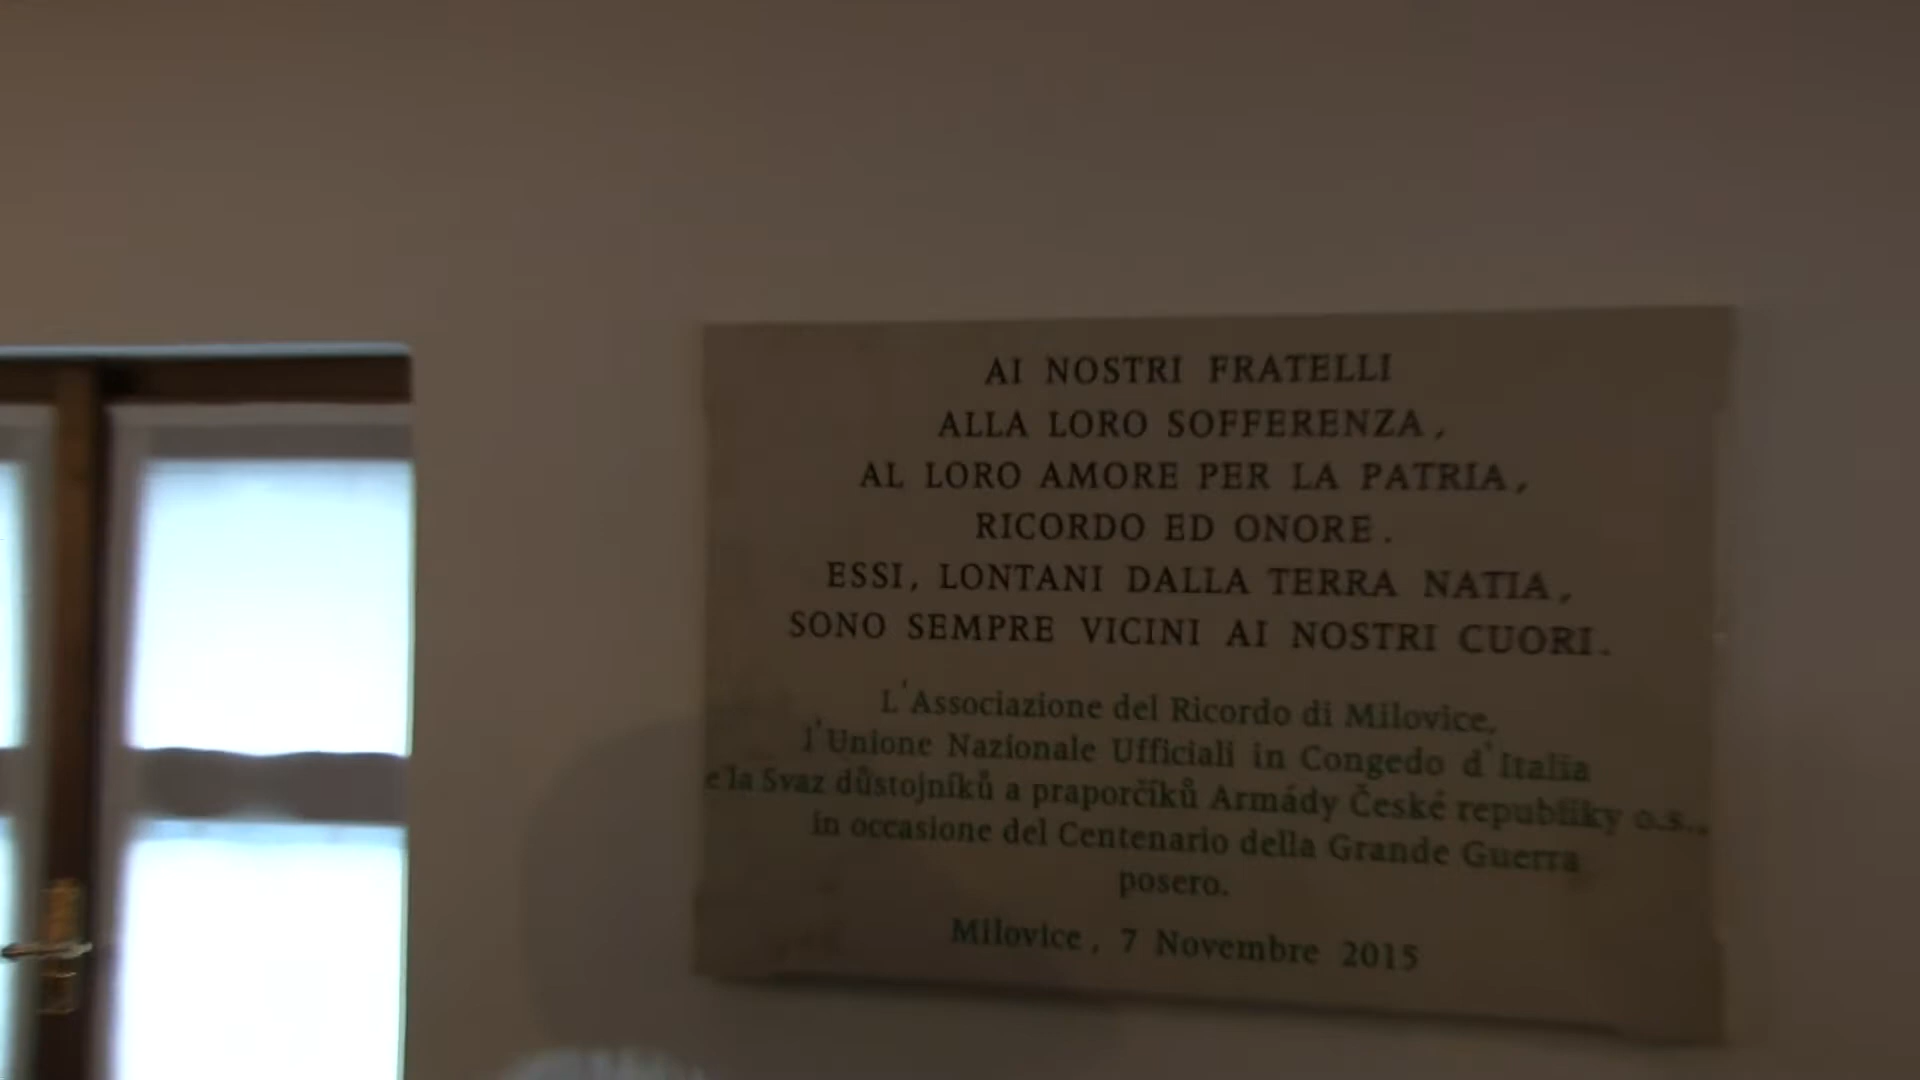 AI NOSTRI FRATELLI
ALLA LORO SOFFERENZA,
AL LORO AMORE PER LA PATRIA,
RICORDO ED ONORE.
ESSI, LONTANI DALLA TERRA NATIA,
SONO SEMPRE VICINI AI NOSTRI CUORI.
L'Associazione del Ricordo di Milovice,
l'Unione Nazionale Ufficiali in Congedo d'Italia
e la Svaz důstojníků a praporčíků Armády České republiky o.s.,
in occasione del Centenario della Grande Guerra
posero.
Milovice, 7 Novembre 2015